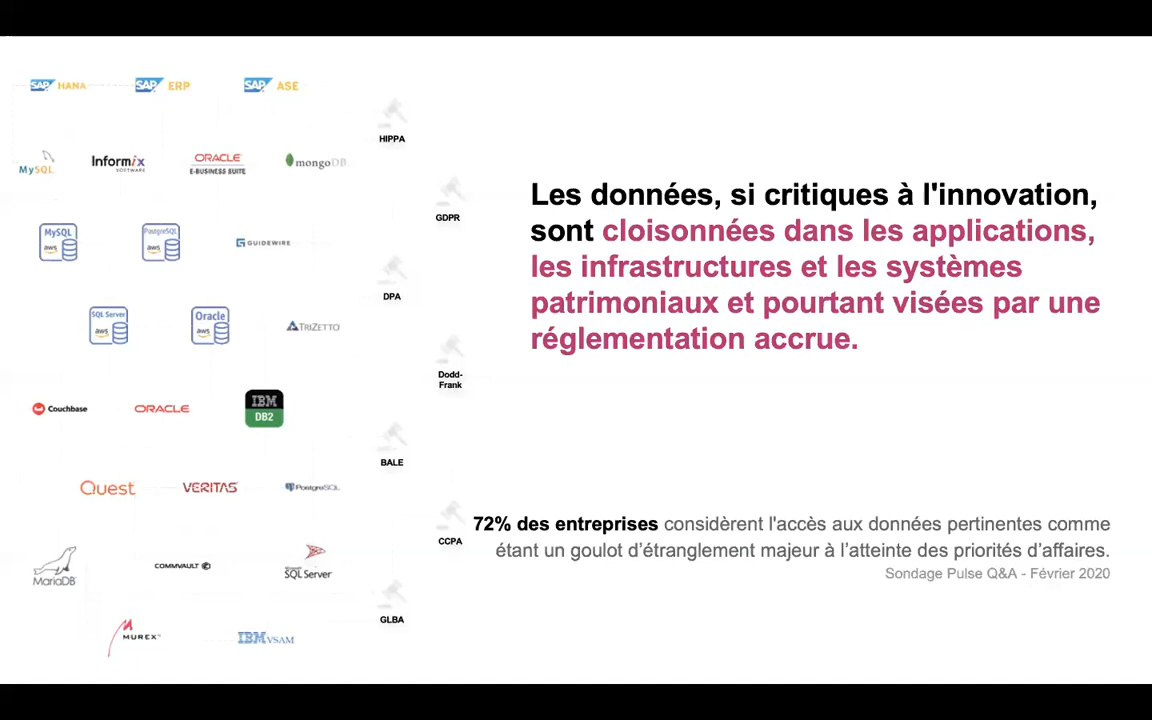 SAP HANA SAP ERP SAP ASE
HIPPA
MySQL Informix SOFTWARE ORACLE E-BUSINESS SUITE mongoDB
GDPR
MySQL aws PostgreSQL aws GUIDEWIRE
DPA
SQL Server aws Oracle aws TRIZETTO
Dodd-
Frank
Couchbase ORACLE IBM DB2
BALE
Quest VERITAS PostgreSQL
CCPA
MariaDB COMMVAULT SQL Server
GLBA
MUREX IBM VSAM
Les données, si critiques à l'innovation,
sont cloisonnées dans les applications,
les infrastructures et les systèmes
patrimoniaux et pourtant visées par une
réglementation accrue.
72% des entreprises considèrent l'accès aux données pertinentes comme
étant un goulot d’étranglement majeur à l’atteinte des priorités d’affaires.
Sondage Pulse Q&A - Février 2020